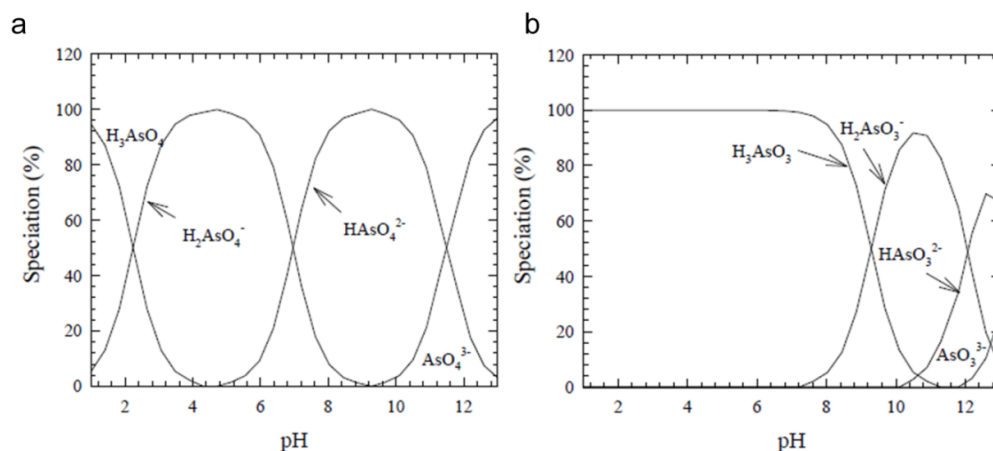 a
120
100
80
60
40
20
0
Speciation (%)
H₃AsO₄
H₂AsO₄⁻
HAsO₄²⁻
AsO₄³⁻
2 4 6 8 10 12
pH
b
120
100
80
60
40
20
0
Speciation (%)
H₂AsO₃⁻
H₃AsO₃
HAsO₃²⁻
AsO₃³⁻
2 4 6 8 10 12
pH